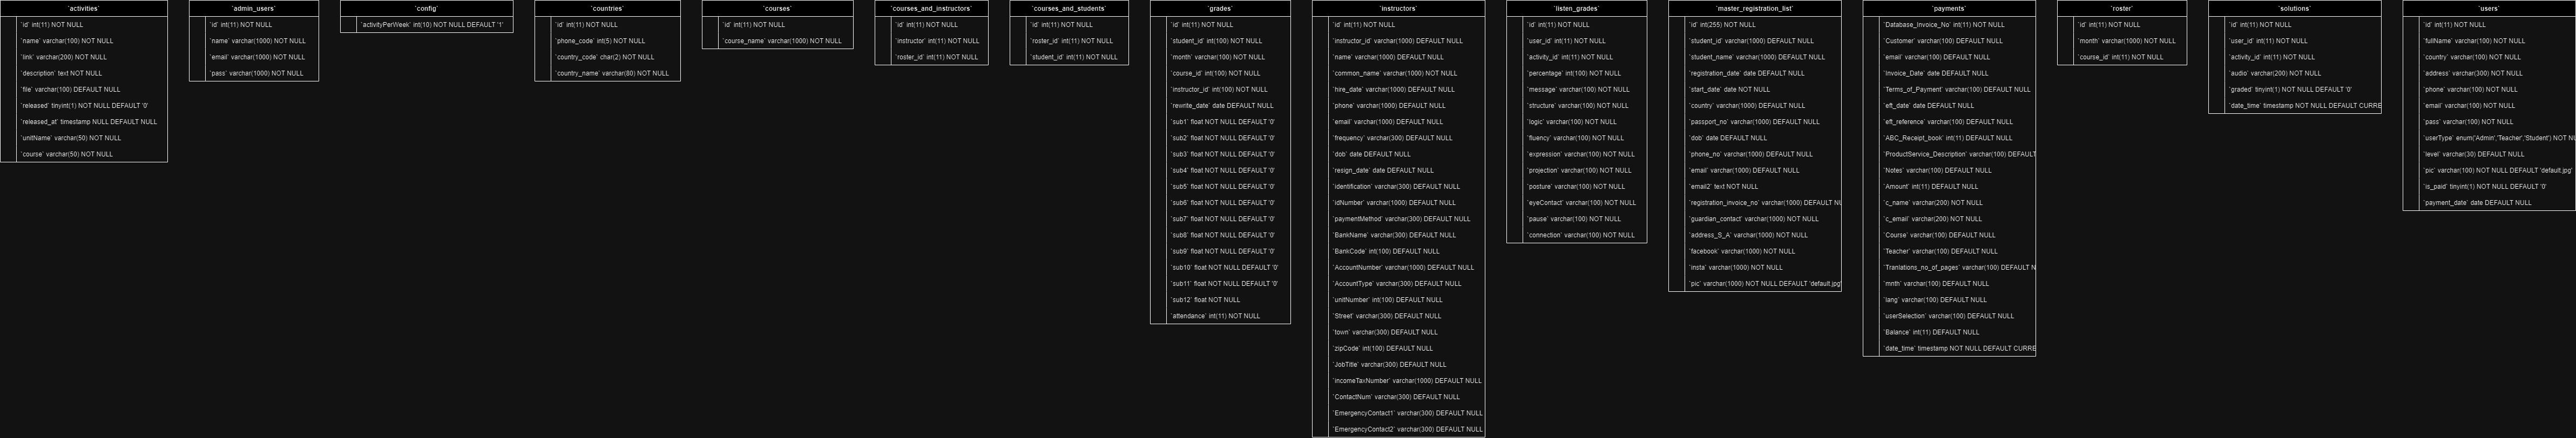 `activities`
`id` int(11) NOT NULL
`name` varchar(100) NOT NULL
`link` varchar(200) NOT NULL
`description` text NOT NULL
`file` varchar(100) DEFAULT NULL
`released` tinyint(1) NOT NULL DEFAULT '0'
`released_at` timestamp NULL DEFAULT NULL
`unitName` varchar(50) NOT NULL
`course` varchar(50) NOT NULL
`admin_users`
`id` int(11) NOT NULL
`name` varchar(1000) NOT NULL
`email` varchar(1000) NOT NULL
`pass` varchar(1000) NOT NULL
`config`
`activityPerWeek` int(10) NOT NULL DEFAULT '1'
`countries`
`id` int(11) NOT NULL
`phone_code` int(5) NOT NULL
`country_code` char(2) NOT NULL
`country_name` varchar(80) NOT NULL
`courses`
`id` int(11) NOT NULL
`course_name` varchar(1000) NOT NULL
`courses_and_instructors`
`id` int(11) NOT NULL
`instructor` int(11) NOT NULL
`roster_id` int(11) NOT NULL
`courses_and_students`
`id` int(11) NOT NULL
`roster_id` int(11) NOT NULL
`student_id` int(11) NOT NULL
`grades`
`id` int(11) NOT NULL
`student_id` int(100) NOT NULL
`month` varchar(100) NOT NULL
`course_id` int(100) NOT NULL
`instructor_id` int(100) NOT NULL
`rewrite_date` date DEFAULT NULL
`sub1` float NOT NULL DEFAULT '0'
`sub2` float NOT NULL DEFAULT '0'
`sub3` float NOT NULL DEFAULT '0'
`sub4` float NOT NULL DEFAULT '0'
`sub5` float NOT NULL DEFAULT '0'
`sub6` float NOT NULL DEFAULT '0'
`sub7` float NOT NULL DEFAULT '0'
`sub8` float NOT NULL DEFAULT '0'
`sub9` float NOT NULL DEFAULT '0'
`sub10` float NOT NULL DEFAULT '0'
`sub11` float NOT NULL DEFAULT '0'
`sub12` float NOT NULL
`attendance` int(11) NOT NULL
`instructors`
`id` int(11) NOT NULL
`instructor_id` varchar(1000) DEFAULT NULL
`name` varchar(1000) DEFAULT NULL
`common_name` varchar(1000) NOT NULL
`hire_date` varchar(1000) DEFAULT NULL
`phone` varchar(1000) DEFAULT NULL
`email` varchar(1000) DEFAULT NULL
`frequency` varchar(300) DEFAULT NULL
`dob` date DEFAULT NULL
`resign_date` date DEFAULT NULL
`identification` varchar(300) DEFAULT NULL
`idNumber` varchar(1000) DEFAULT NULL
`paymentMethod` varchar(300) DEFAULT NULL
`BankName` varchar(300) DEFAULT NULL
`BankCode` int(100) DEFAULT NULL
`AccountNumber` varchar(1000) DEFAULT NULL
`AccountType` varchar(300) DEFAULT NULL
`unitNumber` int(100) DEFAULT NULL
`Street` varchar(300) DEFAULT NULL
`town` varchar(300) DEFAULT NULL
`zipCode` int(100) DEFAULT NULL
`JobTitle` varchar(300) DEFAULT NULL
`incomeTaxNumber` varchar(1000) DEFAULT NULL
`ContactNum` varchar(300) DEFAULT NULL
`EmergencyContact1` varchar(300) DEFAULT NULL
`EmergencyContact2` varchar(300) DEFAULT NULL
`listen_grades`
`id` int(11) NOT NULL
`user_id` int(11) NOT NULL
`activity_id` int(11) NOT NULL
`percentage` int(100) NOT NULL
`message` varchar(100) NOT NULL
`structure` varchar(100) NOT NULL
`logic` varchar(100) NOT NULL
`fluency` varchar(100) NOT NULL
`expression` varchar(100) NOT NULL
`projection` varchar(100) NOT NULL
`posture` varchar(100) NOT NULL
`eyeContact` varchar(100) NOT NULL
`pause` varchar(100) NOT NULL
`connection` varchar(100) NOT NULL
`master_registration_list`
`id` int(255) NOT NULL
`student_id` varchar(1000) DEFAULT NULL
`student_name` varchar(1000) DEFAULT NULL
`registration_date` date DEFAULT NULL
`start_date` date NOT NULL
`country` varchar(1000) DEFAULT NULL
`passport_no` varchar(1000) DEFAULT NULL
`dob` date DEFAULT NULL
`phone_no` varchar(1000) DEFAULT NULL
`email` varchar(1000) DEFAULT NULL
`email2` text NOT NULL
`registration_invoice_no` varchar(1000) DEFAULT NU
`guardian_contact` varchar(1000) NOT NULL
`address_S_A` varchar(1000) NOT NULL
`facebook` varchar(1000) NOT NULL
`insta` varchar(1000) NOT NULL
`pic` varchar(1000) NOT NULL DEFAULT 'default.jpg'
`payments`
`Database_Invoice_No` int(11) NOT NULL
`Customer` varchar(100) DEFAULT NULL
`email` varchar(100) DEFAULT NULL
`Invoice_Date` date DEFAULT NULL
`Terms_of_Payment` varchar(100) DEFAULT NULL
`eft_date` date DEFAULT NULL
`eft_reference` varchar(100) DEFAULT NULL
`ABC_Receipt_book` int(11) DEFAULT NULL
`ProductService_Description` varchar(100) DEFAULT
`Notes` varchar(100) DEFAULT NULL
`Amount` int(11) DEFAULT NULL
`c_name` varchar(200) NOT NULL
`c_email` varchar(200) NOT NULL
`Course` varchar(100) DEFAULT NULL
`Teacher` varchar(100) DEFAULT NULL
`Tranlations_no_of_pages` varchar(100) DEFAULT N
`mnth` varchar(100) DEFAULT NULL
`lang` varchar(100) DEFAULT NULL
`userSelection` varchar(100) DEFAULT NULL
`Balance` int(11) DEFAULT NULL
`date_time` timestamp NOT NULL DEFAULT CURRE
`roster`
`id` int(11) NOT NULL
`month` varchar(1000) NOT NULL
`course_id` int(11) NOT NULL
`solutions`
`id` int(11) NOT NULL
`user_id` int(11) NOT NULL
`activity_id` int(11) NOT NULL
`audio` varchar(200) NOT NULL
`graded` tinyint(1) NOT NULL DEFAULT '0'
`date_time` timestamp NOT NULL DEFAULT CURRE
`users`
`id` int(11) NOT NULL
`fullName` varchar(100) NOT NULL
`country` varchar(100) NOT NULL
`address` varchar(300) NOT NULL
`phone` varchar(100) NOT NULL
`email` varchar(100) NOT NULL
`pass` varchar(100) NOT NULL
`userType` enum('Admin','Teacher','Student') NOT NU
`level` varchar(30) DEFAULT NULL
`pic` varchar(100) NOT NULL DEFAULT 'default.jpg'
`is_paid` tinyint(1) NOT NULL DEFAULT '0'
`payment_date` date DEFAULT NULL